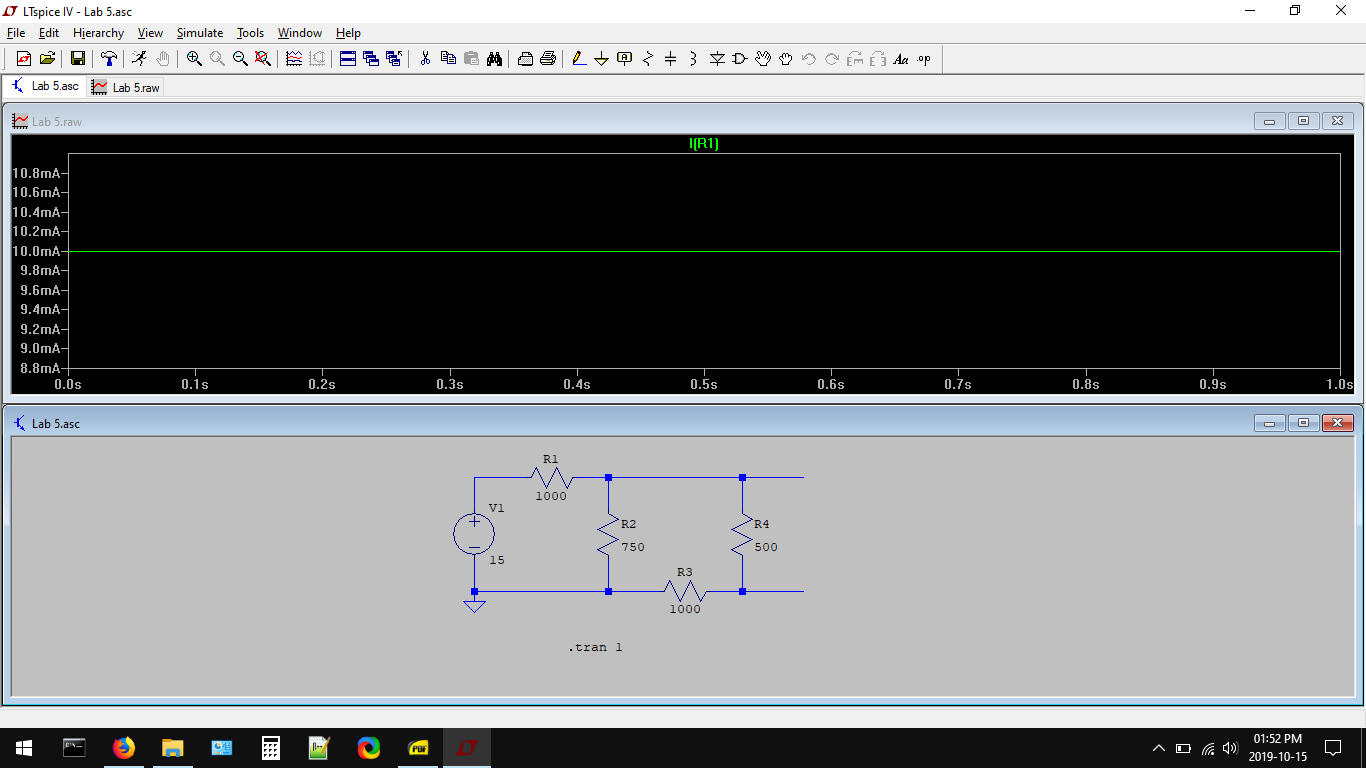 LTspice IV - Lab 5.asc
File Edit Hierarchy View Simulate Tools Window Help
Aa .op
Lab 5.asc Lab 5.raw
Lab 5.raw
I(R1)
10.8mA
10.6mA
10.4mA
10.2mA
10.0mA
9.8mA
9.6mA
9.4mA
9.2mA
9.0mA
8.8mA
0.0s 0.1s 0.2s 0.3s 0.4s 0.5s 0.6s 0.7s 0.8s 0.9s 1.0s
Lab 5.asc
R1
1000
V1
15
R2
750
R4
500
R3
1000
.tran 1
PDF
01:52 PM
2019-10-15